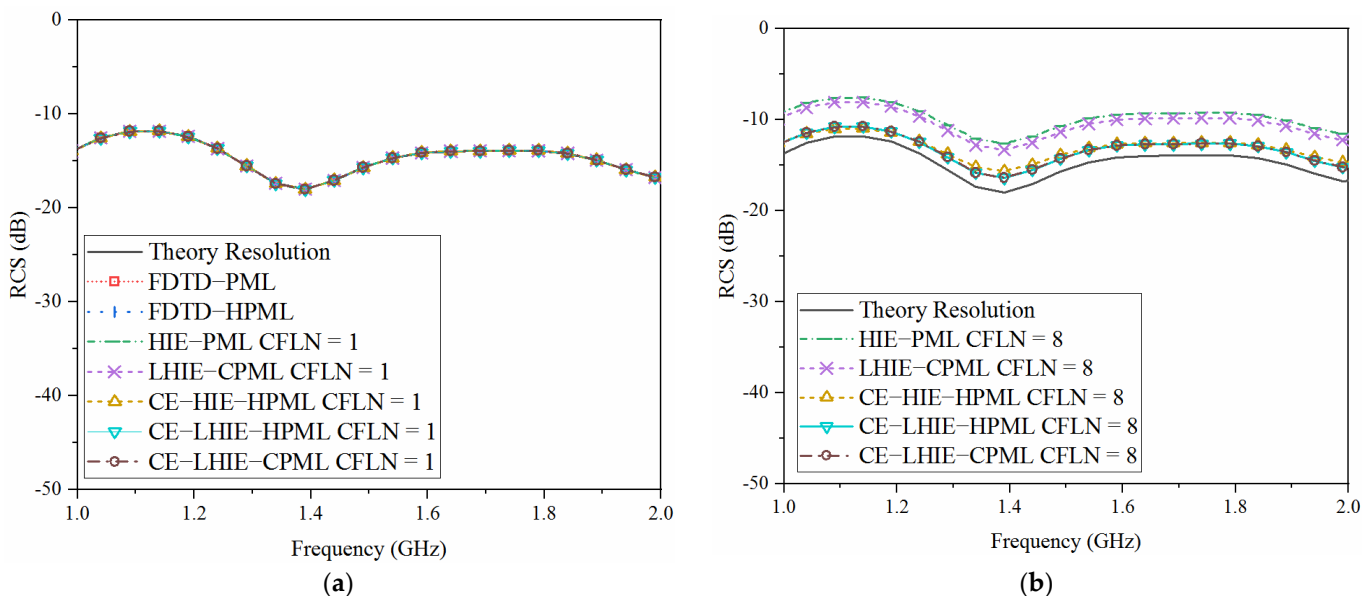 0
-10
-20
-30
-40
-50
RCS (dB)
Theory Resolution
FDTD−PML
FDTD−HPML
HIE−PML CFLN = 1
LHIE−CPML CFLN = 1
CE−HIE−HPML CFLN = 1
CE−LHIE−HPML CFLN = 1
CE−LHIE−CPML CFLN = 1
1.0 1.2 1.4 1.6 1.8 2.0
Frequency (GHz)
(a)
0
-10
-20
-30
-40
-50
RCS (dB)
Theory Resolution
HIE−PML CFLN = 8
LHIE−CPML CFLN = 8
CE−HIE−HPML CFLN = 8
CE−LHIE−HPML CFLN = 8
CE−LHIE−CPML CFLN = 8
1.0 1.2 1.4 1.6 1.8 2.0
Frequency (GHz)
(b)